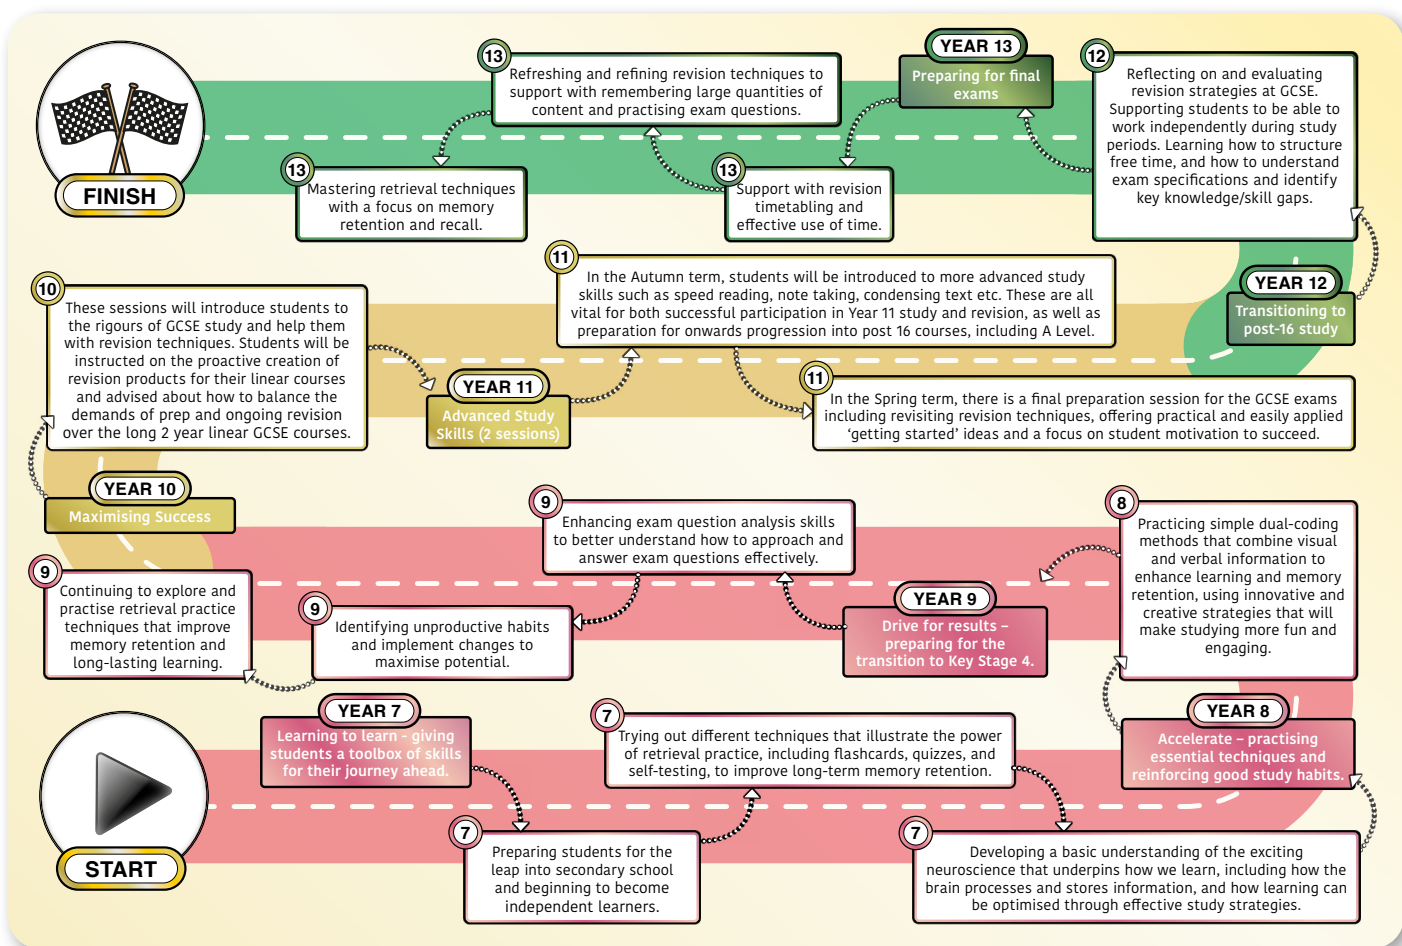 START
YEAR 7
Learning to learn - giving
students a toolbox of skills
for their journey ahead.
7
Preparing students for the
leap into secondary school
and beginning to become
independent learners.
7
Trying out different techniques that illustrate the power
of retrieval practice, including flashcards, quizzes, and
self-testing, to improve long-term memory retention.
7
Developing a basic understanding of the exciting
neuroscience that underpins how we learn, including how the
brain processes and stores information, and how learning can
be optimised through effective study strategies.
YEAR 8
Accelerate – practising
essential techniques and
reinforcing good study habits.
8
Practicing simple dual-coding
methods that combine visual
and verbal information to
enhance learning and memory
retention, using innovative and
creative strategies that will
make studying more fun and
engaging.
YEAR 9
Drive for results –
preparing for the
transition to Key Stage 4.
9
Enhancing exam question analysis skills
to better understand how to approach and
answer exam questions effectively.
9
Identifying unproductive habits
and implement changes to
maximise potential.
9
Continuing to explore and
practise retrieval practice
techniques that improve
memory retention and
long-lasting learning.
YEAR 10
Maximising Success
10
These sessions will introduce students to
the rigours of GCSE study and help them
with revision techniques. Students will be
instructed on the proactive creation of
revision products for their linear courses
and advised about how to balance the
demands of prep and ongoing revision
over the long 2 year linear GCSE courses.
YEAR 11
Advanced Study
Skills (2 sessions)
11
In the Autumn term, students will be introduced to more advanced study
skills such as speed reading, note taking, condensing text etc. These are all
vital for both successful participation in Year 11 study and revision, as well as
preparation for onwards progression into post 16 courses, including A Level.
11
In the Spring term, there is a final preparation session for the GCSE exams
including revisiting revision techniques, offering practical and easily applied
‘getting started’ ideas and a focus on student motivation to succeed.
YEAR 12
Transitioning to
post-16 study
12
Reflecting on and evaluating
revision strategies at GCSE.
Supporting students to be able to
work independently during study
periods. Learning how to structure
free time, and how to understand
exam specifications and identify
key knowledge/skill gaps.
YEAR 13
Preparing for final
exams
13
Support with revision
timetabling and
effective use of time.
13
Refreshing and refining revision techniques to
support with remembering large quantities of
content and practising exam questions.
13
Mastering retrieval techniques
with a focus on memory
retention and recall.
FINISH